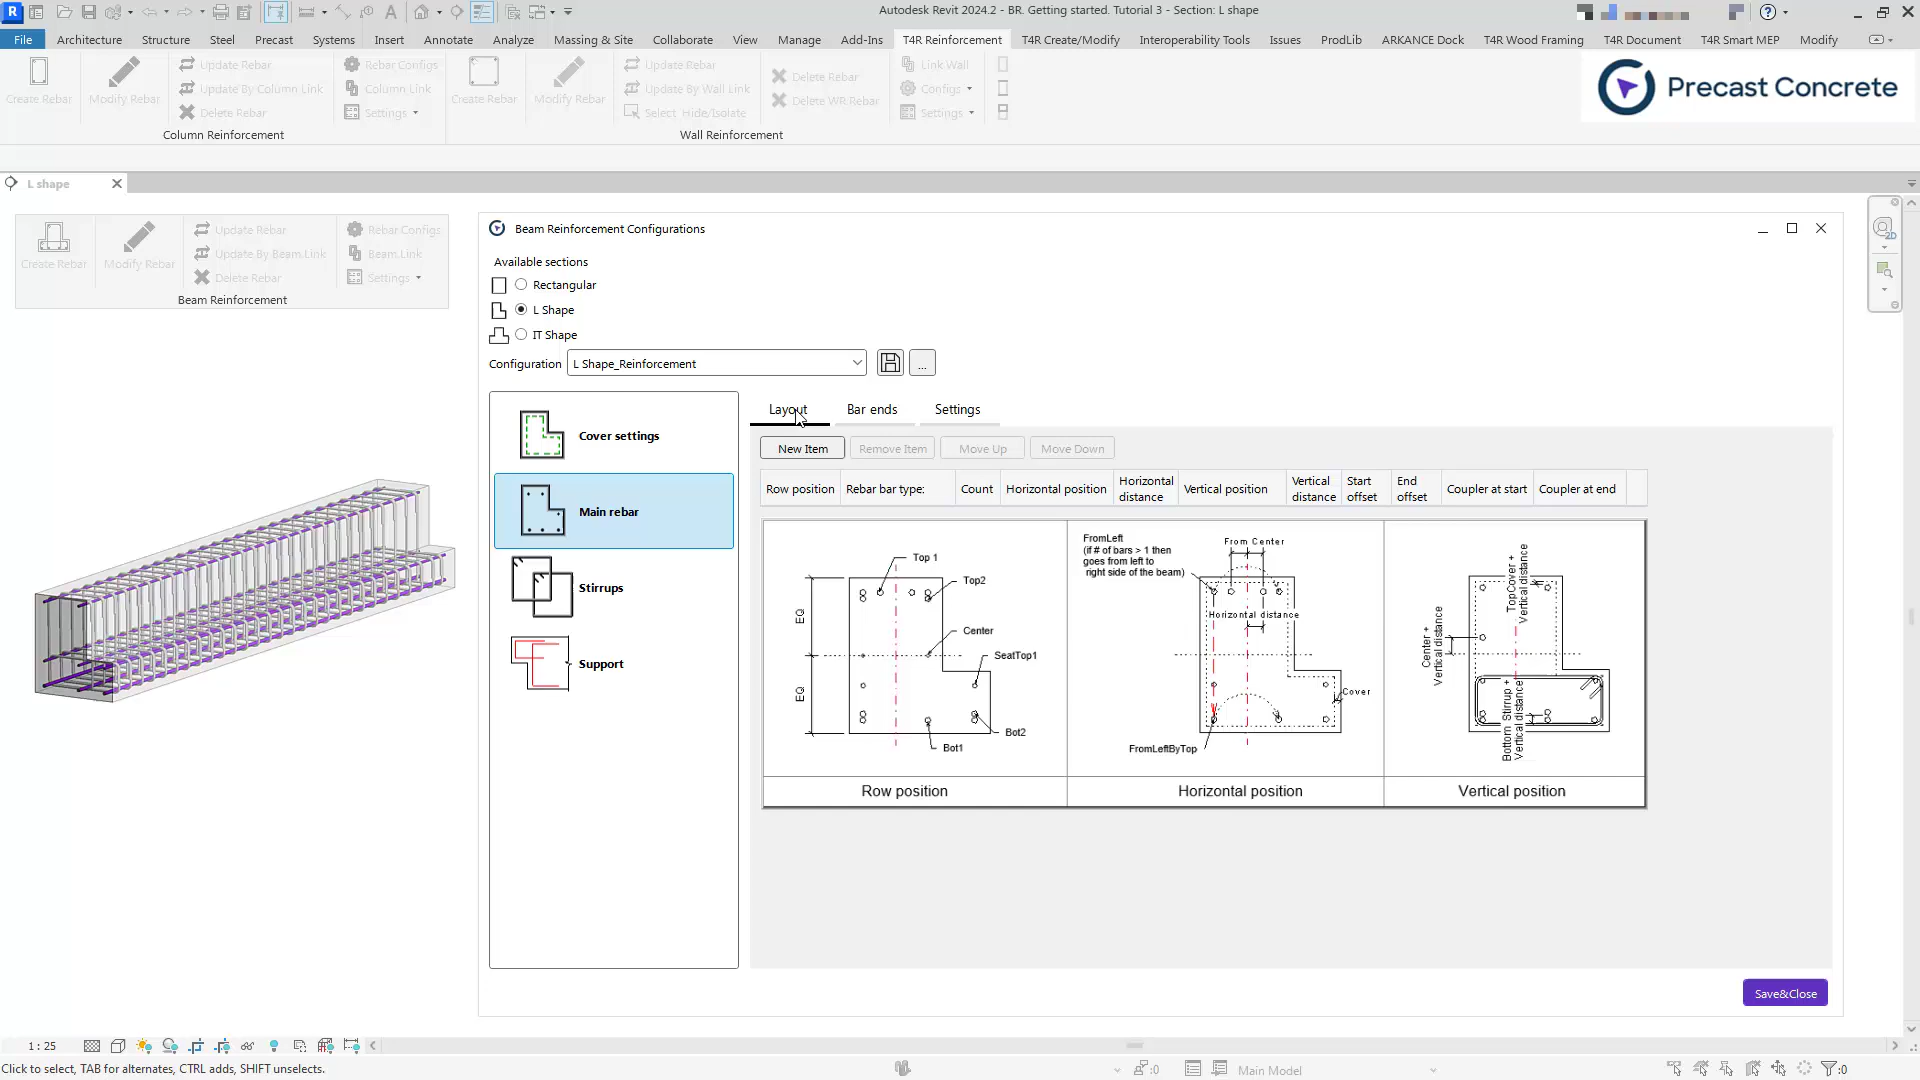 Autodesk Revit 2024.2 - BR. Getting started. Tutorial 3 - Section: L shape
File Architecture Structure Steel Precast Systems Insert Annotate Analyze Massing & Site Collaborate View Manage Add-Ins T4R Reinforcement T4R Create/Modify Interoperability Tools Issues ProdLib ARKANCE Dock T4R Wood Framing T4R Document T4R Smart MEP Modify
Create Rebar
Modify Rebar
Update Rebar
Update By Column Link
Delete Rebar
Rebar Configs
Column Link
Settings
Column Reinforcement
Create Rebar
Modify Rebar
Update Rebar
Update By Wall Link
Select Hide/Isolate
Delete Rebar
Delete WR Rebar
Link Wall
Configs
Settings
Wall Reinforcement
Precast Concrete
L shape
Create Rebar
Modify Rebar
Update Rebar
Update By Beam Link
Delete Rebar
Rebar Configs
Beam Link
Settings
Beam Reinforcement
2D
Beam Reinforcement Configurations
Available sections
Rectangular
L Shape
IT Shape
Configuration L Shape_Reinforcement ...
Cover settings
Main rebar
Stirrups
Support
Layout Bar ends Settings
New Item Remove Item Move Up Move Down
Row position
Rebar bar type:
Count
Horizontal position
Horizontal
distance
Vertical position
Vertical
distance
Start
offset
End
offset
Coupler at start
Coupler at end
Top 1
Top2
Center
SeatTop1
Bot2
Bot1
EQ
EQ
Row position
FromLeft
(if # of bars > 1 then
goes from left to
right side of the beam)
From Center
Horizontal distance
Cover
FromLeftByTop
Horizontal position
TopCover +
Vertical distance
Center +
Vertical distance
Bottom Stirrup +
Vertical distance
Vertical position
Save&Close
1 : 25
Click to select, TAB for alternates, CTRL adds, SHIFT unselects.
:0
Main Model
:0